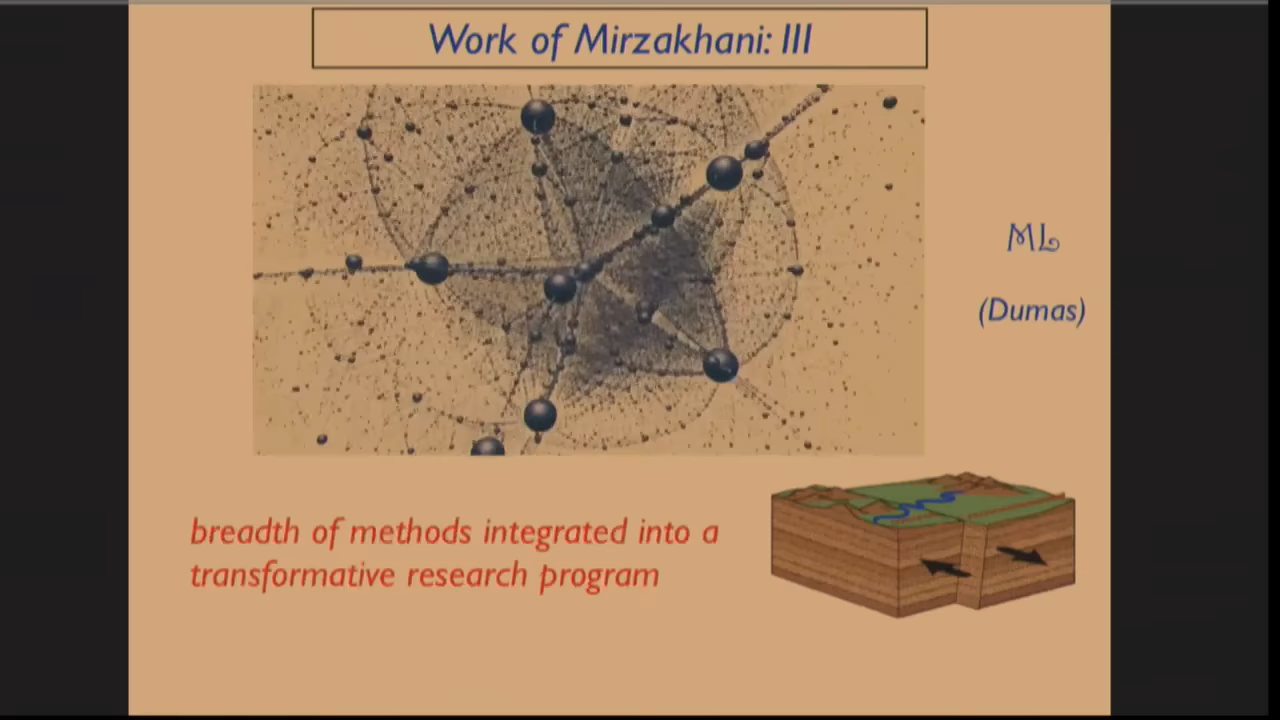 Work of Mirzakhani: III
ML
(Dumas)
breadth of methods integrated into a
transformative research program